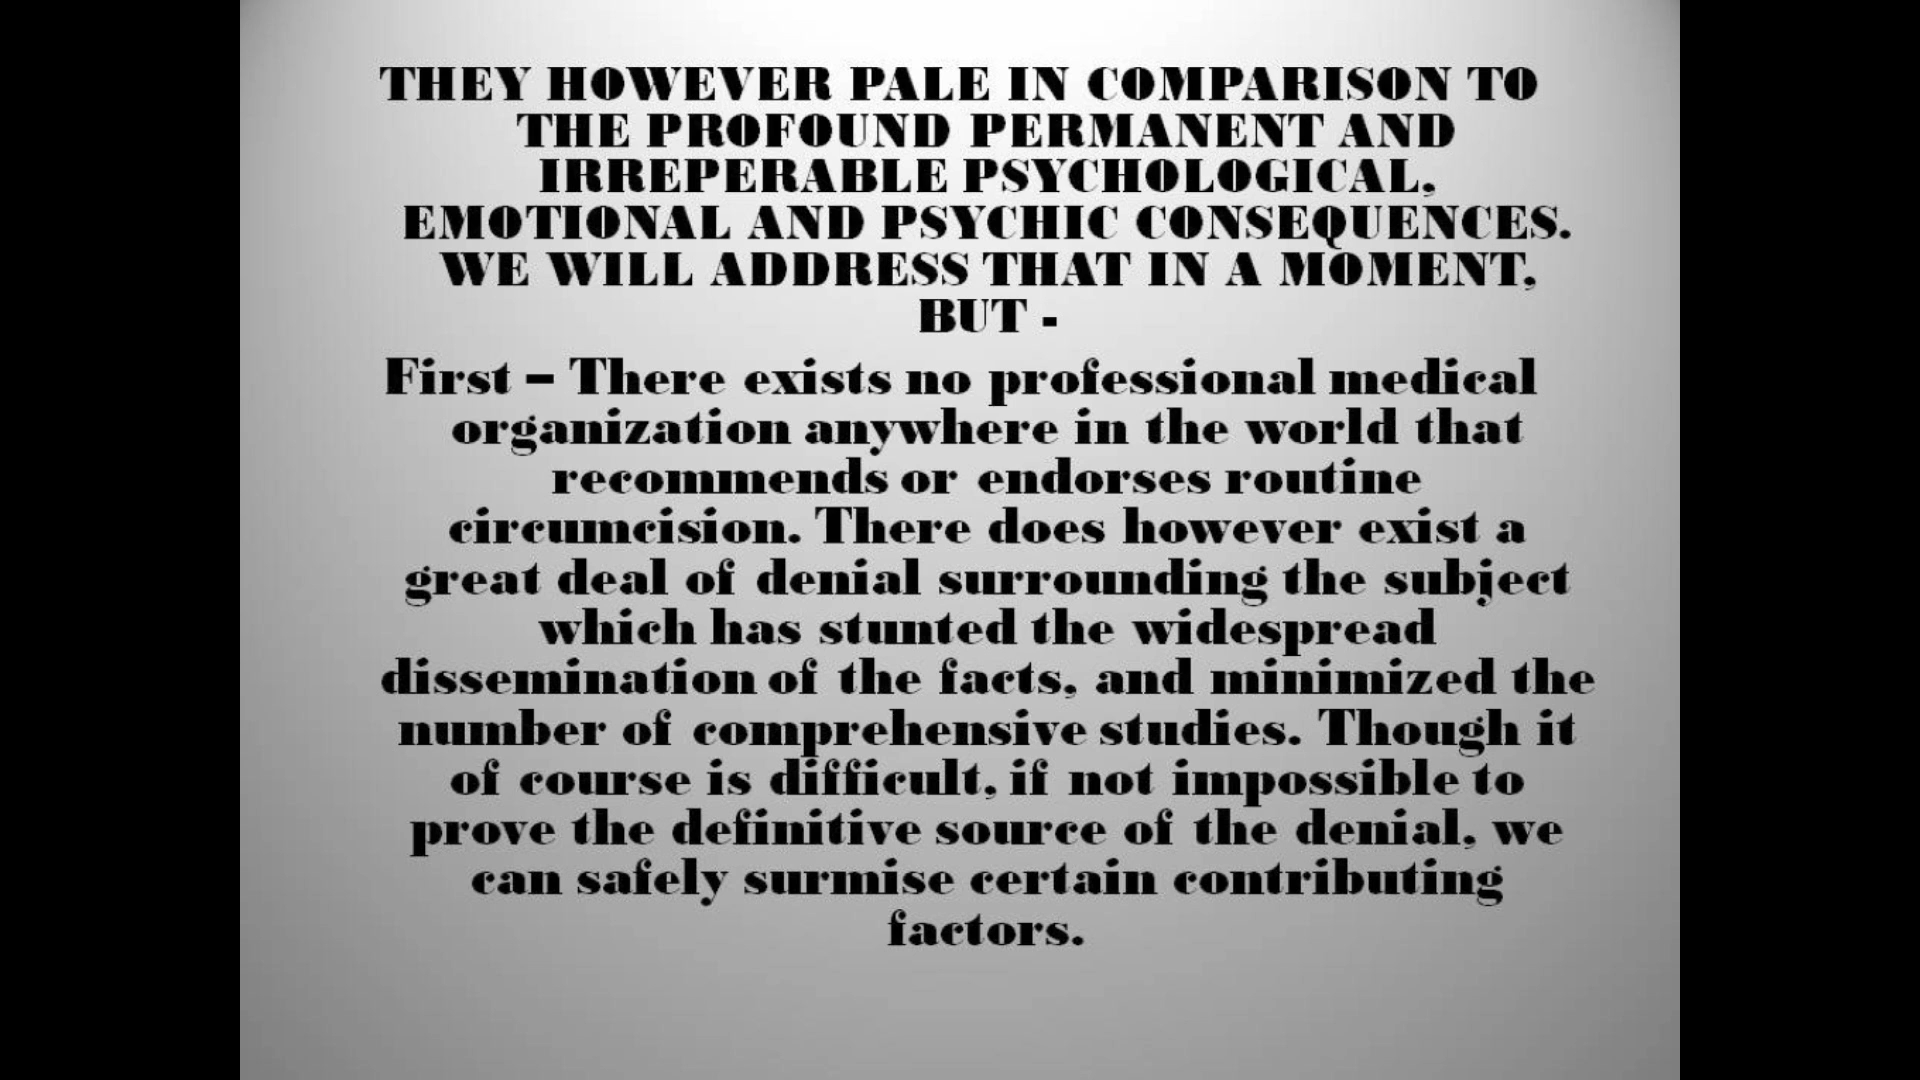 THEY HOWEVER PALE IN COMPARISON TO
THE PROFOUND PERMANENT AND
IRREPERABLE PSYCHOLOGICAL,
EMOTIONAL AND PSYCHIC CONSEQUENCES.
WE WILL ADDRESS THAT IN A MOMENT,
BUT -
First – There exists no professional medical
organization anywhere in the world that
recommends or endorses routine
circumcision. There does however exist a
great deal of denial surrounding the subject
which has stunted the widespread
dissemination of the facts, and minimized the
number of comprehensive studies. Though it
of course is difficult, if not impossible to
prove the definitive source of the denial, we
can safely surmise certain contributing
factors.